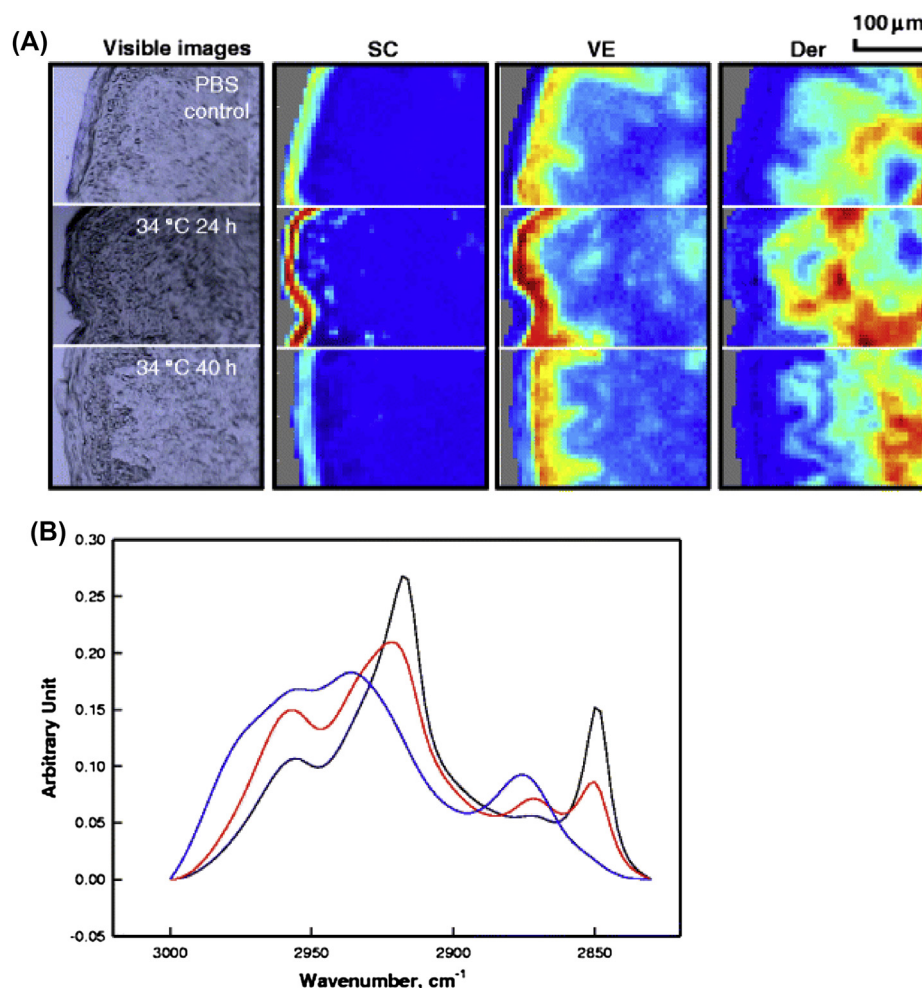 (A)
Visible images
SC
VE
Der
100 µm
PBS
control
34 °C 24 h
34 °C 40 h
(B)
0.30
0.25
0.20
0.15
0.10
0.05
0.00
-0.05
Arbitrary Unit
3000
2950
2900
2850
Wavenumber, cm⁻¹